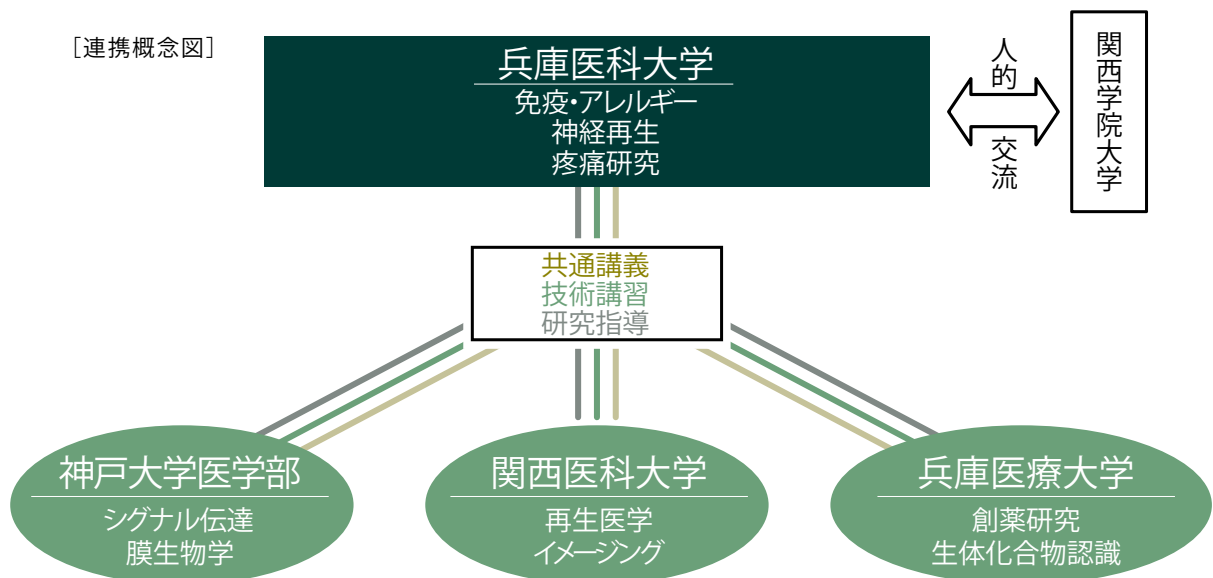 ［連携概念図］
兵庫医科大学
免疫・アレルギー
神経再生
疼痛研究
人的
交流
関西学院大学
共通講義
技術講習
研究指導
神戸大学医学部
シグナル伝達
膜生物学
関西医科大学
再生医学
イメージング
兵庫医療大学
創薬研究
生体化合物認識